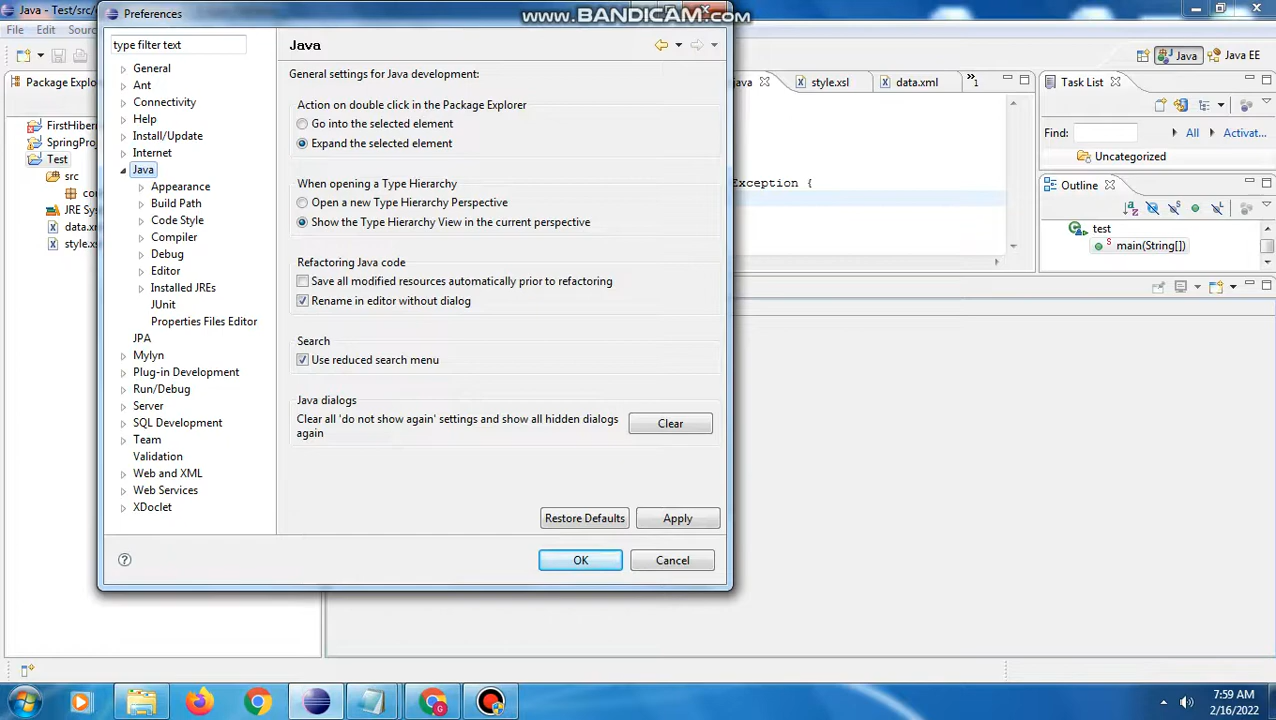 Java - Test/src/
Preferences
www.BANDICAM.com
File Edit Sourc
type filter text
Java
Java
Java EE
Package Explo
java
style.xsl
data.xml
1
Task List
General
General settings for Java development:
Ant
Connectivity
Action on double click in the Package Explorer
Help
Go into the selected element
FirstHibern
Find:
All
Activat...
Install/Update
Expand the selected element
SpringProj
Internet
Uncategorized
Test
Java
src
When opening a Type Hierarchy
Exception {
Outline
Appearance
Open a new Type Hierarchy Perspective
Build Path
Show the Type Hierarchy View in the current perspective
JRE Sys
Code Style
data.xm
test
Compiler
style.xs
main(String[])
Debug
Refactoring Java code
Editor
Save all modified resources automatically prior to refactoring
Installed JREs
Rename in editor without dialog
JUnit
Properties Files Editor
JPA
Search
Mylyn
Use reduced search menu
Plug-in Development
Run/Debug
Java dialogs
Server
Clear all 'do not show again' settings and show all hidden dialogs
again
Clear
SQL Development
Team
Validation
Web and XML
Web Services
XDoclet
Restore Defaults
Apply
OK
Cancel
7:59 AM
2/16/2022